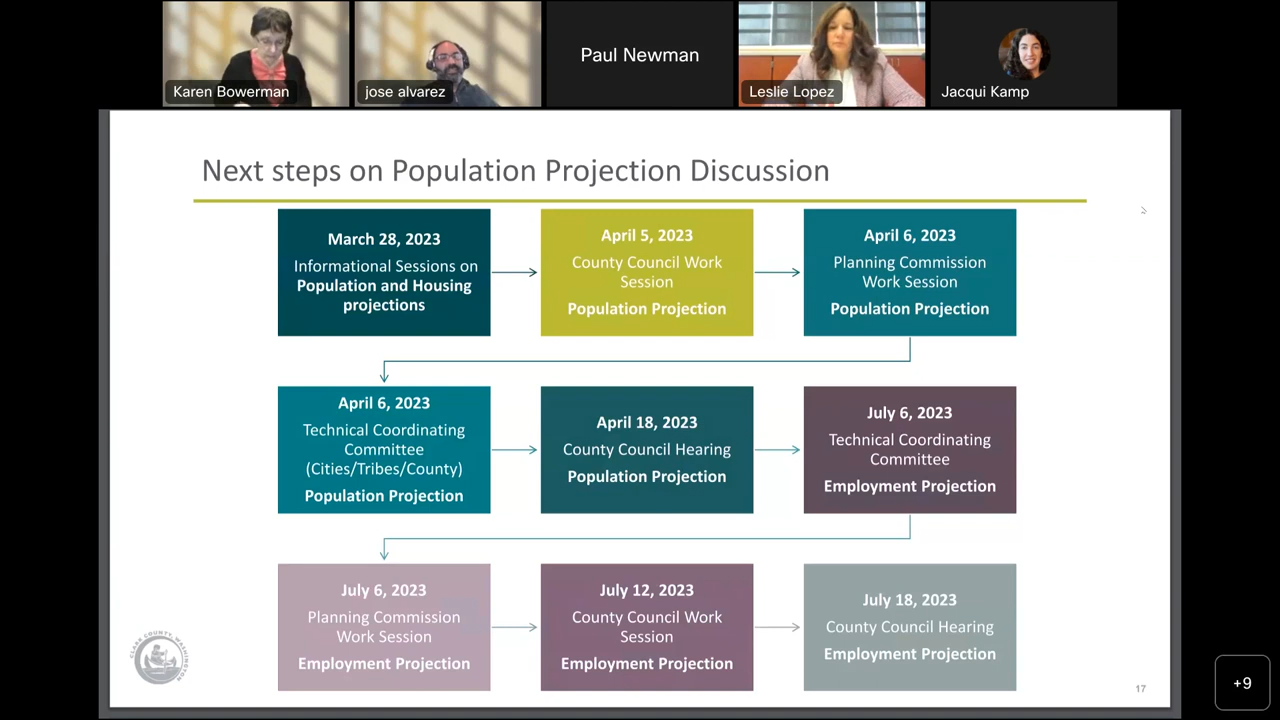 Karen Bowerman
jose alvarez
Paul Newman
Leslie Lopez
Jacqui Kamp
Next steps on Population Projection Discussion
March 28, 2023
Informational Sessions on
Population and Housing
projections
April 5, 2023
County Council Work
Session
Population Projection
April 6, 2023
Planning Commission
Work Session
Population Projection
April 6, 2023
Technical Coordinating
Committee
(Cities/Tribes/County)
Population Projection
April 18, 2023
County Council Hearing
Population Projection
July 6, 2023
Technical Coordinating
Committee
Employment Projection
July 6, 2023
Planning Commission
Work Session
Employment Projection
July 12, 2023
County Council Work
Session
Employment Projection
July 18, 2023
County Council Hearing
Employment Projection
CLARK COUNTY, WASHINGTON
17
+9